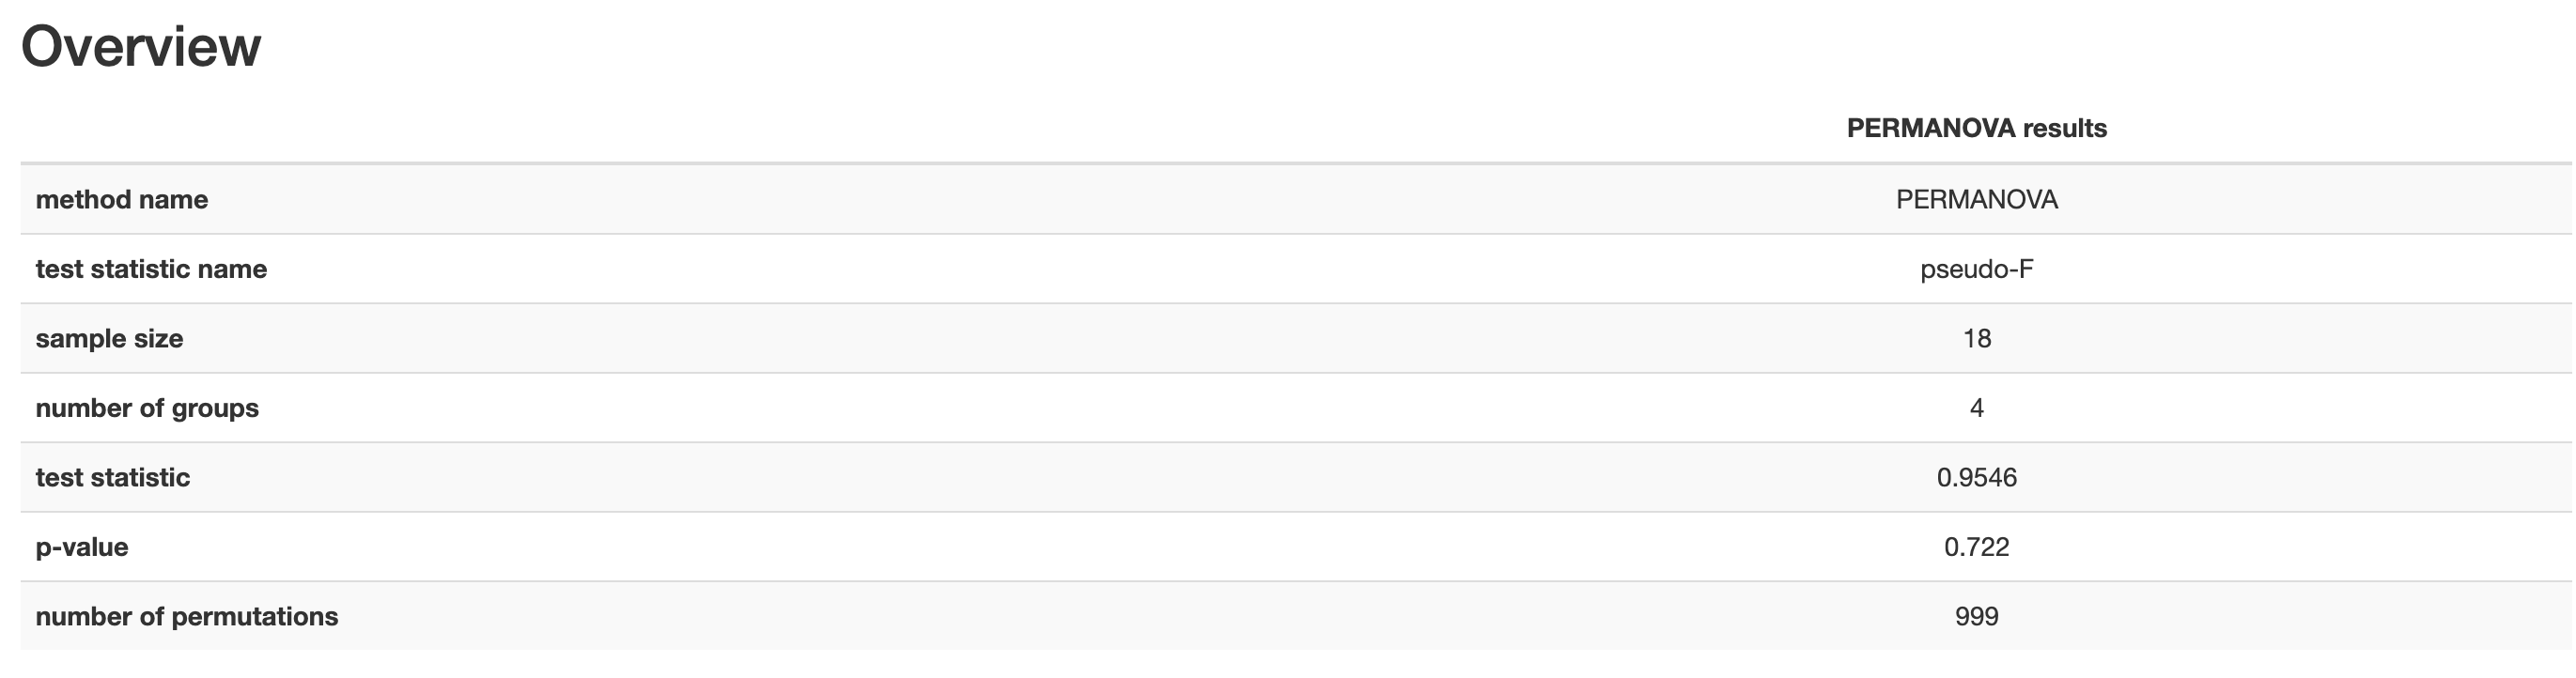 Overview
PERMANOVA results
method name PERMANOVA
test statistic name pseudo-F
sample size 18
number of groups 4
test statistic 0.9546
p-value 0.722
number of permutations 999